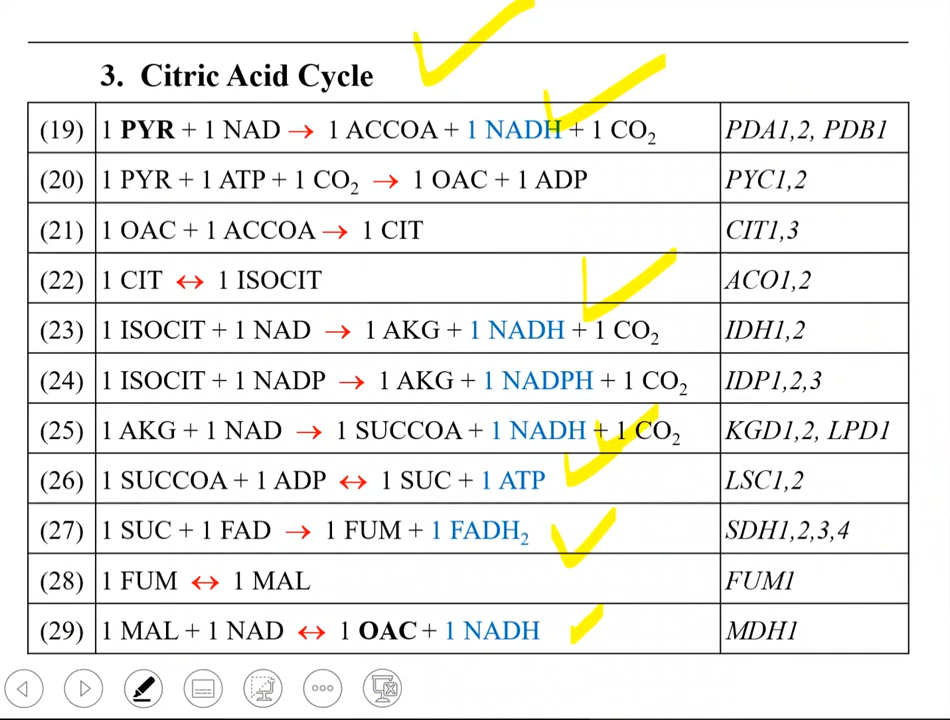 3. Citric Acid Cycle
(19) 1 PYR + 1 NAD → 1 ACCOA + 1 NADH + 1 CO₂ PDA1,2, PDB1
(20) 1 PYR + 1 ATP + 1 CO₂ → 1 OAC + 1 ADP PYC1,2
(21) 1 OAC + 1 ACCOA → 1 CIT CIT1,3
(22) 1 CIT ↔ 1 ISOCIT ACO1,2
(23) 1 ISOCIT + 1 NAD → 1 AKG + 1 NADH + 1 CO₂ IDH1,2
(24) 1 ISOCIT + 1 NADP → 1 AKG + 1 NADPH + 1 CO₂ IDP1,2,3
(25) 1 AKG + 1 NAD → 1 SUCCOA + 1 NADH + 1 CO₂ KGD1,2, LPD1
(26) 1 SUCCOA + 1 ADP ↔ 1 SUC + 1 ATP LSC1,2
(27) 1 SUC + 1 FAD → 1 FUM + 1 FADH₂ SDH1,2,3,4
(28) 1 FUM ↔ 1 MAL FUM1
(29) 1 MAL + 1 NAD ↔ 1 OAC + 1 NADH MDH1